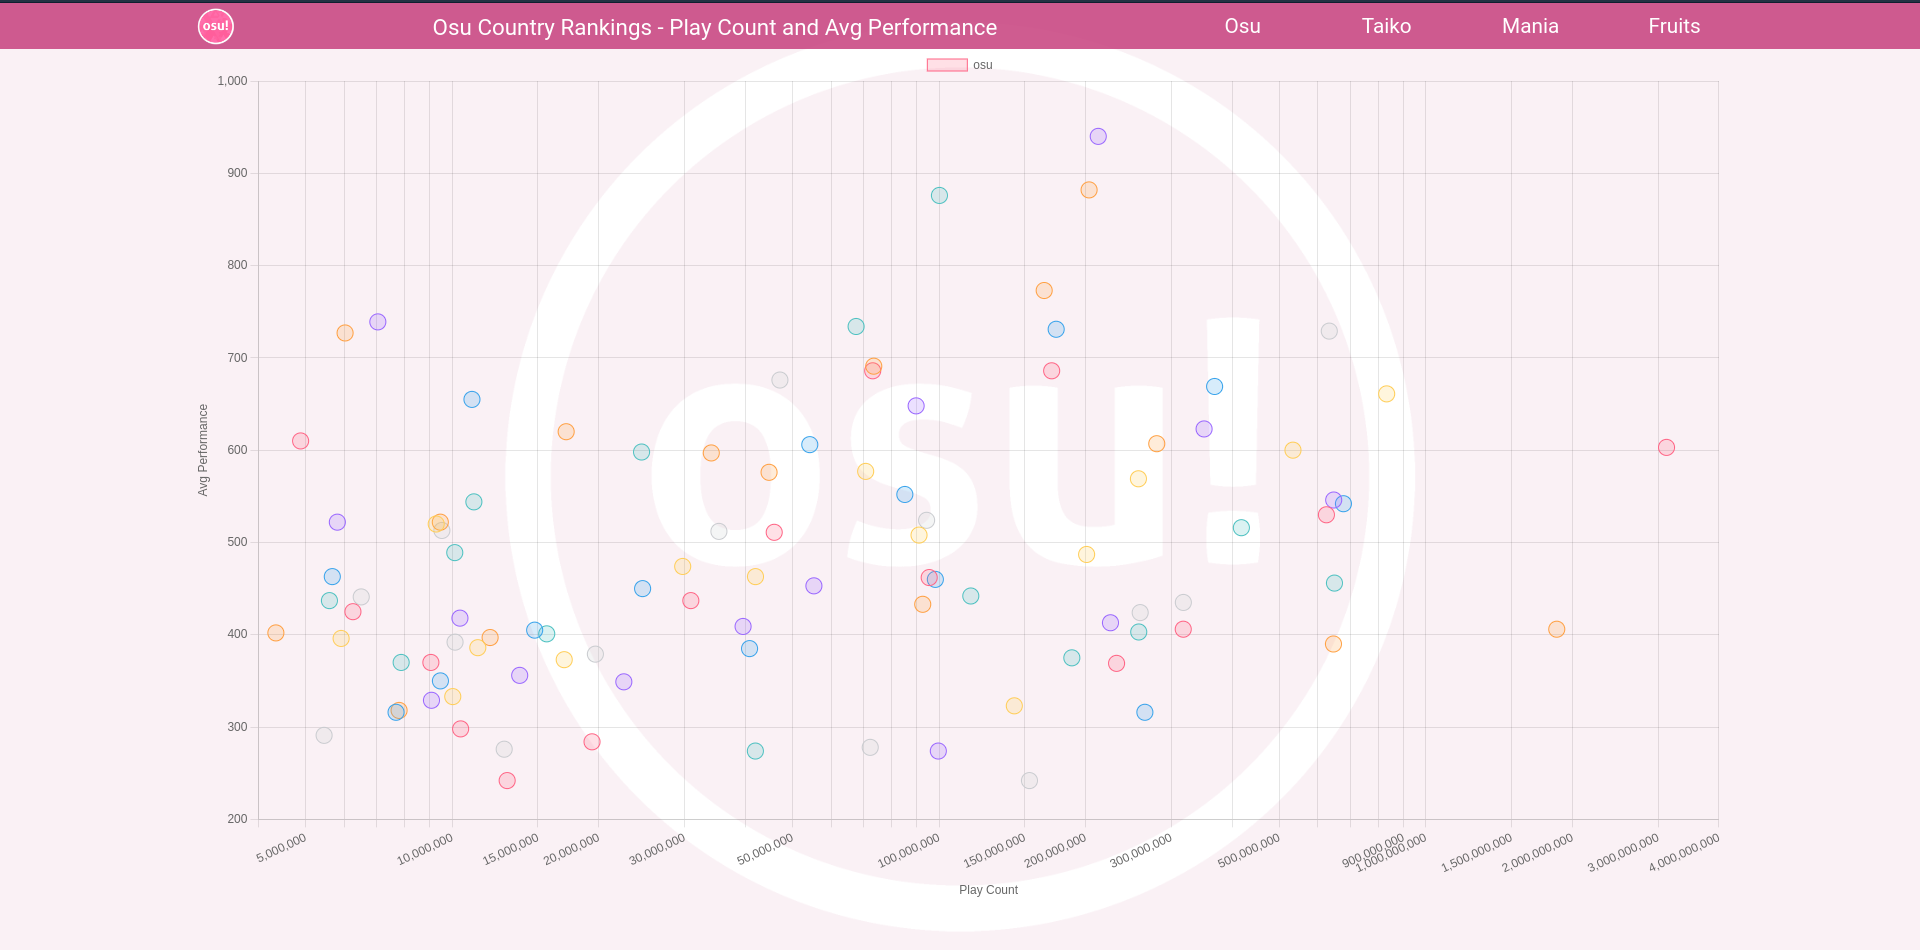 osu!
Osu Country Rankings - Play Count and Avg Performance
Osu
Taiko
Mania
Fruits
osu
1,000
900
800
700
600
500
400
300
200
Avg Performance
osu!
5,000,000
10,000,000
15,000,000
20,000,000
30,000,000
50,000,000
100,000,000
150,000,000
200,000,000
300,000,000
500,000,000
900,000,000
1,000,000,000
1,500,000,000
2,000,000,000
3,000,000,000
4,000,000,000
Play Count